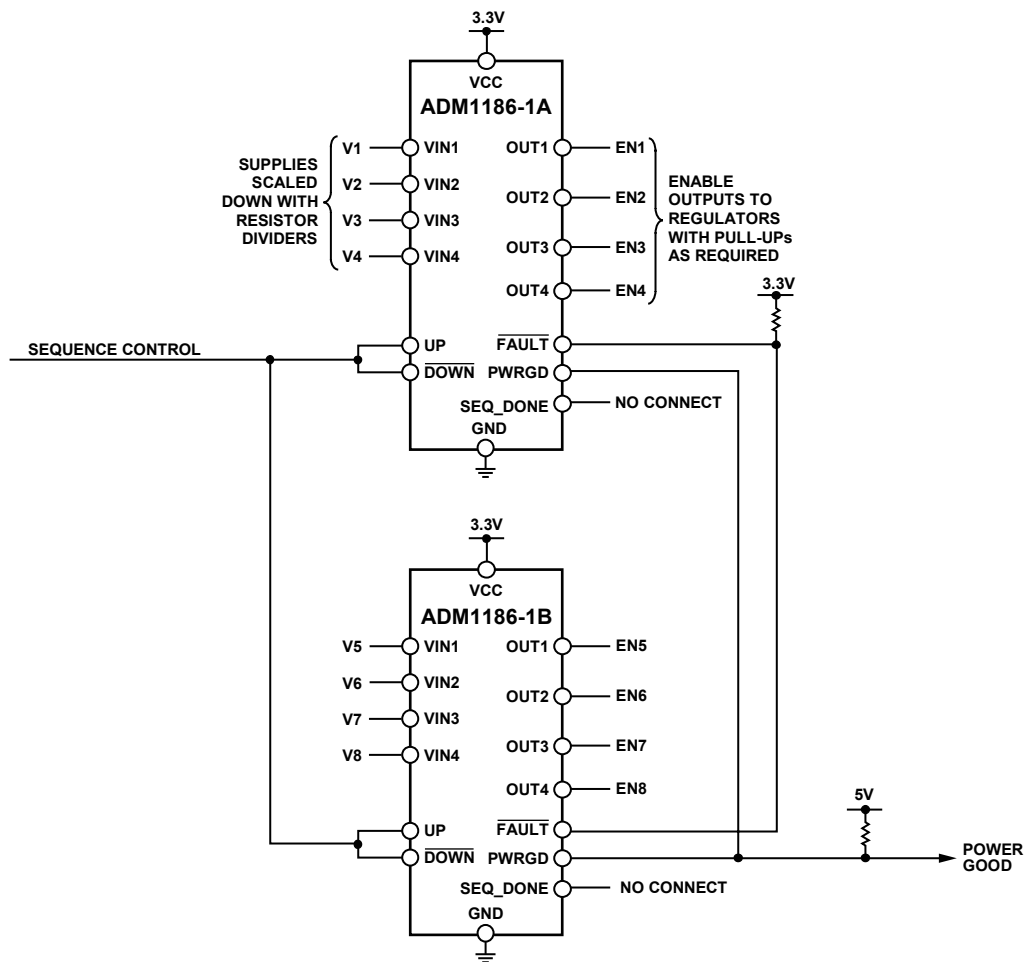 3.3V
VCC
ADM1186-1A
SUPPLIES
SCALED
DOWN WITH
RESISTOR
DIVIDERS
V1
V2
V3
V4
VIN1
VIN2
VIN3
VIN4
OUT1
OUT2
OUT3
OUT4
EN1
EN2
EN3
EN4
ENABLE
OUTPUTS TO
REGULATORS
WITH PULL-UPs
AS REQUIRED
3.3V
SEQUENCE CONTROL
UP
DOWN
FAULT
PWRGD
SEQ_DONE
NO CONNECT
GND
3.3V
VCC
ADM1186-1B
V5
V6
V7
V8
VIN1
VIN2
VIN3
VIN4
OUT1
OUT2
OUT3
OUT4
EN5
EN6
EN7
EN8
5V
UP
DOWN
FAULT
PWRGD
SEQ_DONE
NO CONNECT
GND
POWER
GOOD